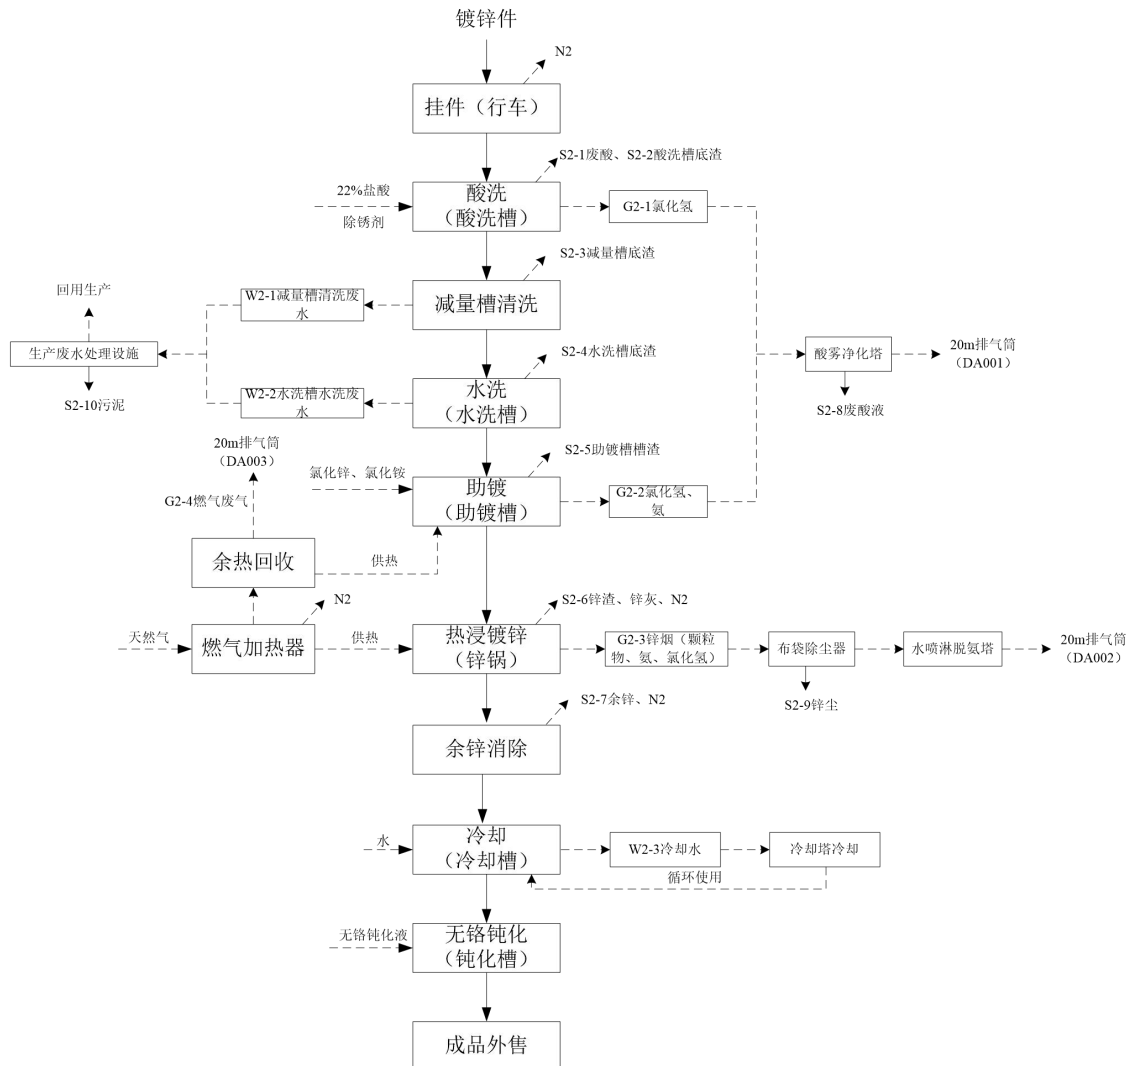 镀锌件
N2
挂件（行车）
S2-1废酸、S2-2酸洗槽底渣
22%盐酸
除锈剂
酸洗
（酸洗槽）
G2-1氯化氢
S2-3减量槽底渣
回用生产
W2-1减量槽清洗废
水
减量槽清洗
生产废水处理设施
S2-4水洗槽底渣
酸雾净化塔
20m排气筒
（DA001）
S2-10污泥
W2-2水洗槽水洗废
水
水洗
（水洗槽）
S2-8废酸液
20m排气筒
（DA003）
S2-5助镀槽槽渣
氯化锌、氯化铵
G2-4燃气废气
助镀
（助镀槽）
G2-2氯化氢、
氨
余热回收
供热
N2
S2-6锌渣、锌灰、N2
天然气
燃气加热器
供热
热浸镀锌
（锌锅）
G2-3锌烟（颗粒
物、氨、氯化氢）
布袋除尘器
水喷淋脱氨塔
20m排气筒
（DA002）
S2-7余锌、N2
S2-9锌尘
余锌消除
水
冷却
（冷却槽）
W2-3冷却水
冷却塔冷却
循环使用
无铬钝化液
无铬钝化
（钝化槽）
成品外售